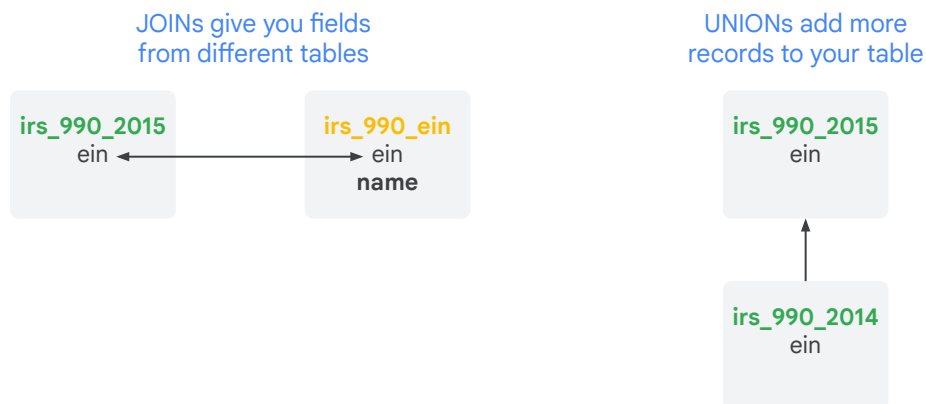 JOINs give you fields
from different tables
irs_990_2015
ein
irs_990_ein
ein
name
UNIONs add more
records to your table
irs_990_2015
ein
irs_990_2014
ein